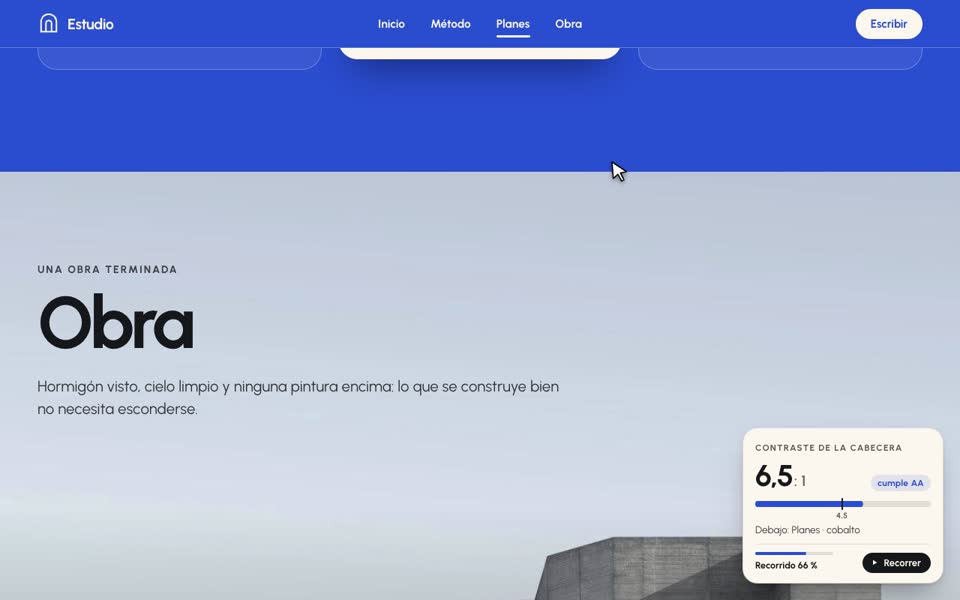 Estudio
Inicio
Método
Planes
Obra
Escribir
UNA OBRA TERMINADA
Obra
Hormigón visto, cielo limpio y ninguna pintura encima: lo que se construye bien
no necesita esconderse.
CONTRASTE DE LA CABECERA
6,5 : 1
cumple AA
4,5
Debajo: Planes · cobalto
Recorrido 66 %
Recorrer